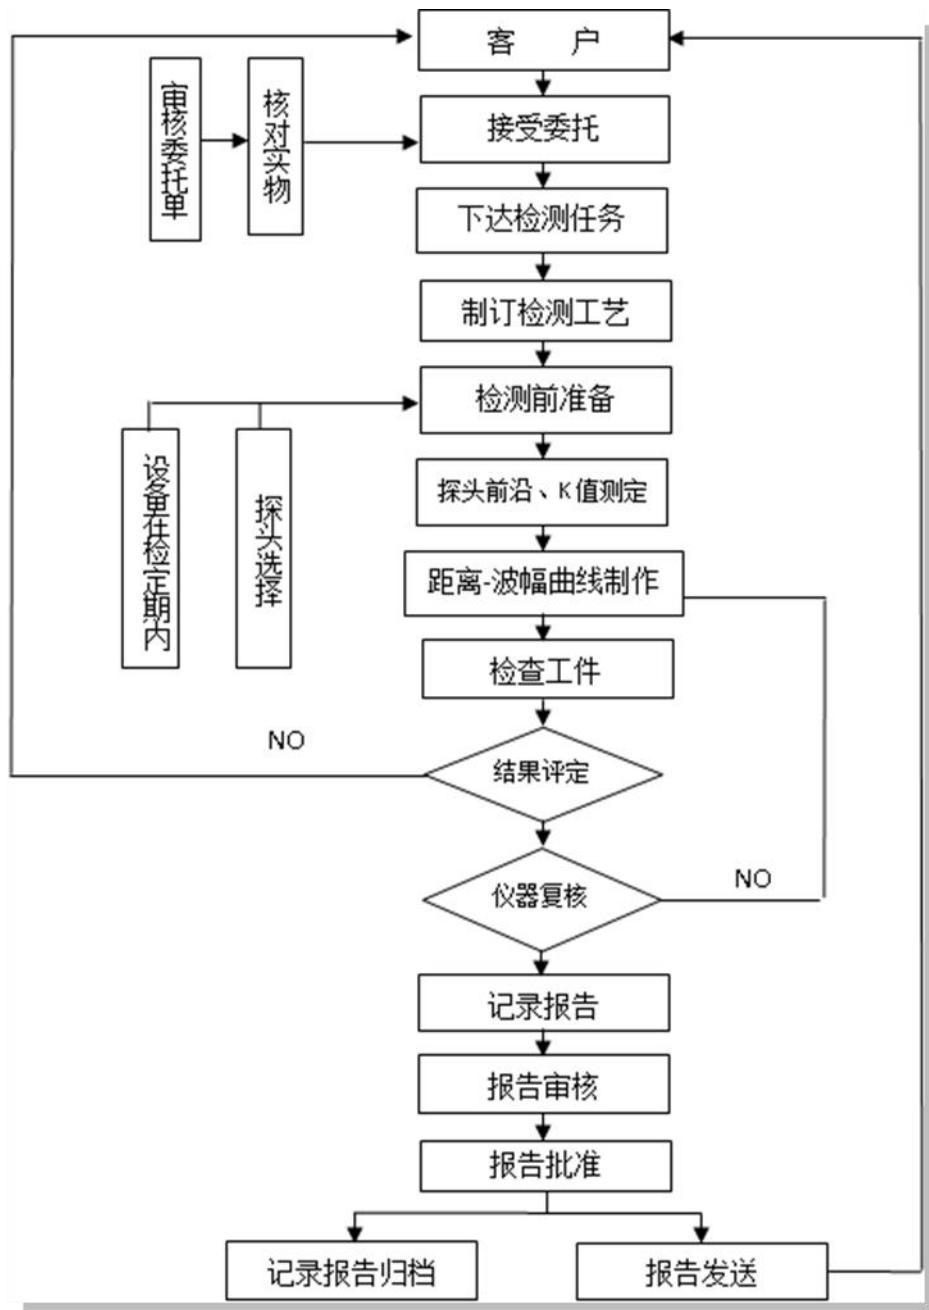 客 户
审核委托单
核对实物
接受委托
下达检测任务
制订检测工艺
检测前准备
设备在检定期内
探头选择
探头前沿、K值测定
距离-波幅曲线制作
检查工件
NO
结果评定
仪器复核
NO
记录报告
报告审核
报告批准
记录报告归档
报告发送